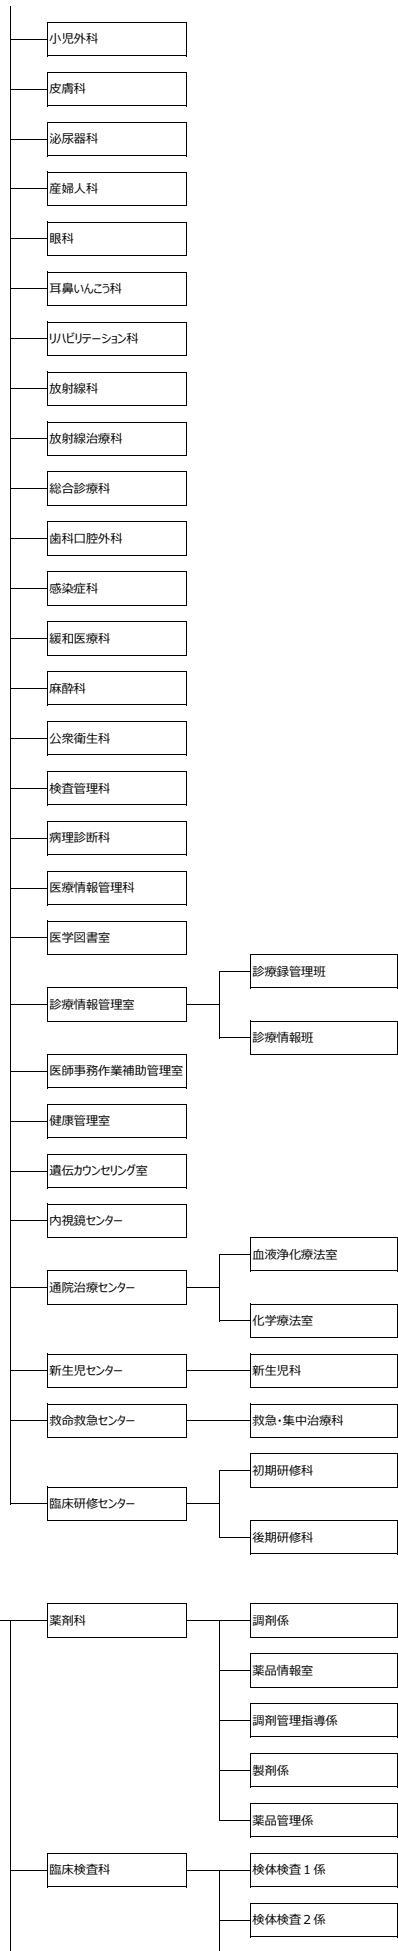 小児外科
皮膚科
泌尿器科
産婦人科
眼科
耳鼻いんこう科
リハビリテーション科
放射線科
放射線治療科
総合診療科
歯科口腔外科
感染症科
緩和医療科
麻酔科
公衆衛生科
検査管理科
病理診断科
医療情報管理科
医学図書室
診療録管理班
診療情報管理室
診療情報班
医師事務作業補助管理室
健康管理室
遺伝カウンセリング室
内視鏡センター
血液浄化療法室
通院治療センター
化学療法室
新生児センター 新生児科
救命救急センター 救急・集中治療科
初期研修科
臨床研修センター
後期研修科
薬剤科 調剤係
薬品情報室
調剤管理指導係
製剤係
薬品管理係
臨床検査科 検体検査１係
検体検査２係